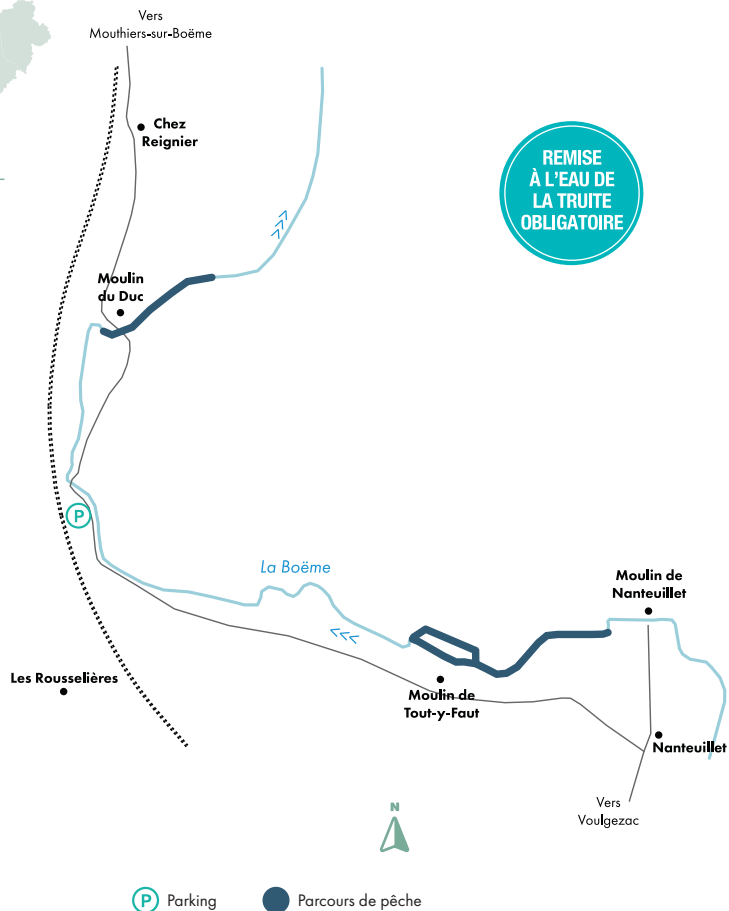 Vers
Mouthiers-sur-Boëme
Chez
Reignier
REMISE
À L'EAU DE
LA TRUITE
OBLIGATOIRE
Moulin
du Duc
P
La Boëme
Moulin de
Nanteuillet
Les Rousselières
Moulin de
Tout-y-Faut
Nanteuillet
Vers
Voulgezac
N
P Parking
Parcours de pêche